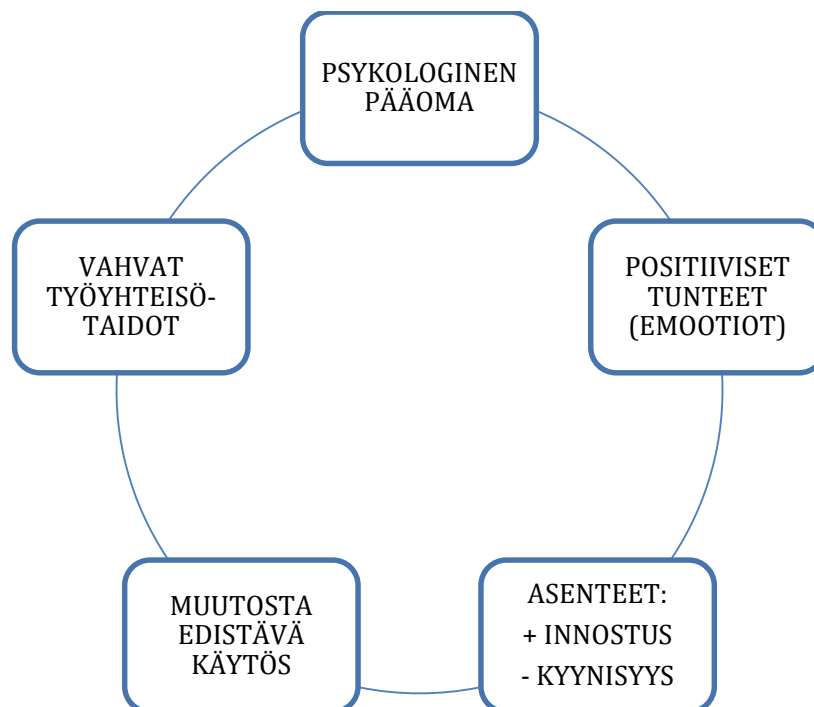 PSYKOLOGINEN
PÄÄOMA
POSITIIVISET
TUNTEET
(EMOOTIOT)
ASENTEET:
+ INNOSTUS
- KYYNISYYS
MUUTOSTA
EDISTÄVÄ
KÄYTÖS
VAHVAT
TYÖYHTEISÖ-
TAIDOT